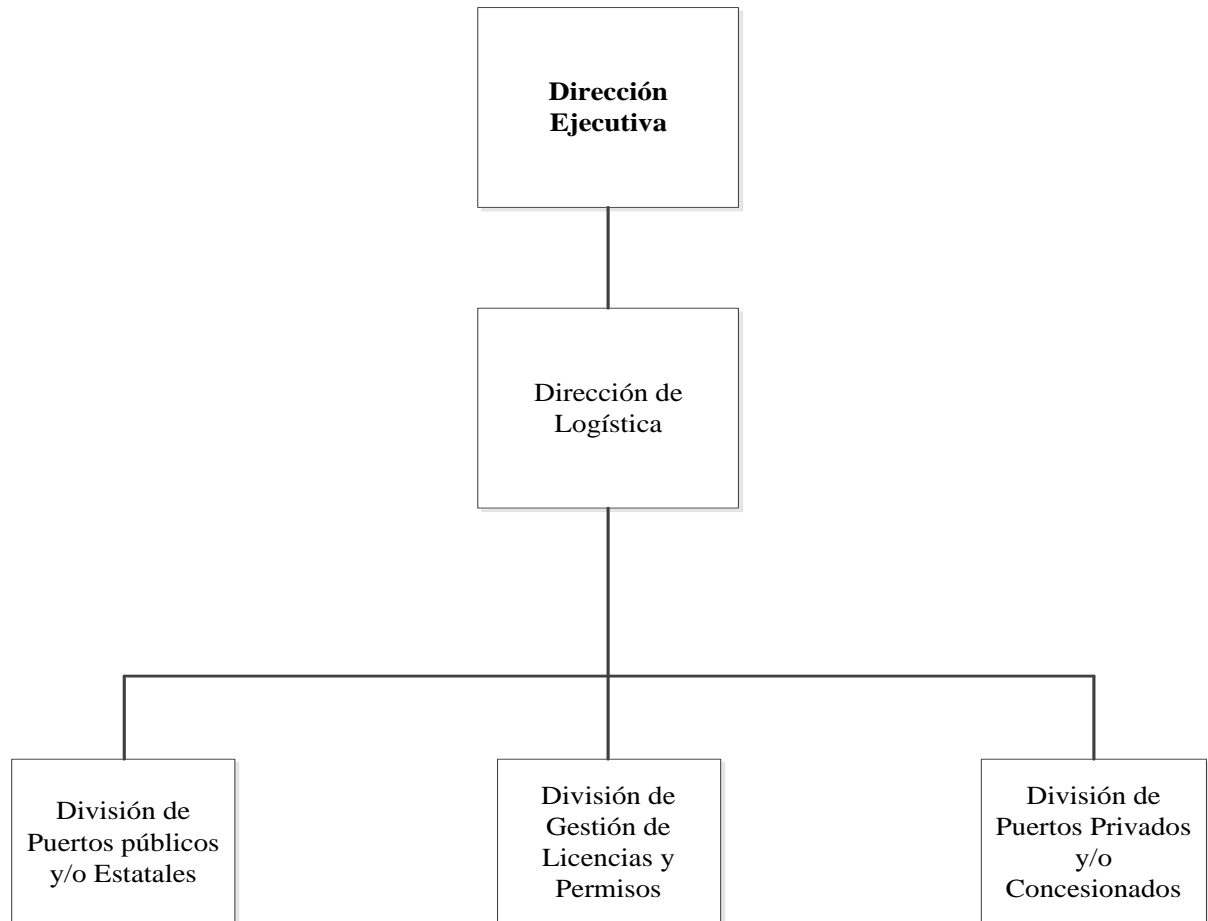 Dirección
Ejecutiva
Dirección de
Logística
División de
Puertos públicos
y/o Estatales
División de
Gestión de
Licencias y
Permisos
División de
Puertos Privados
y/o
Concesionados